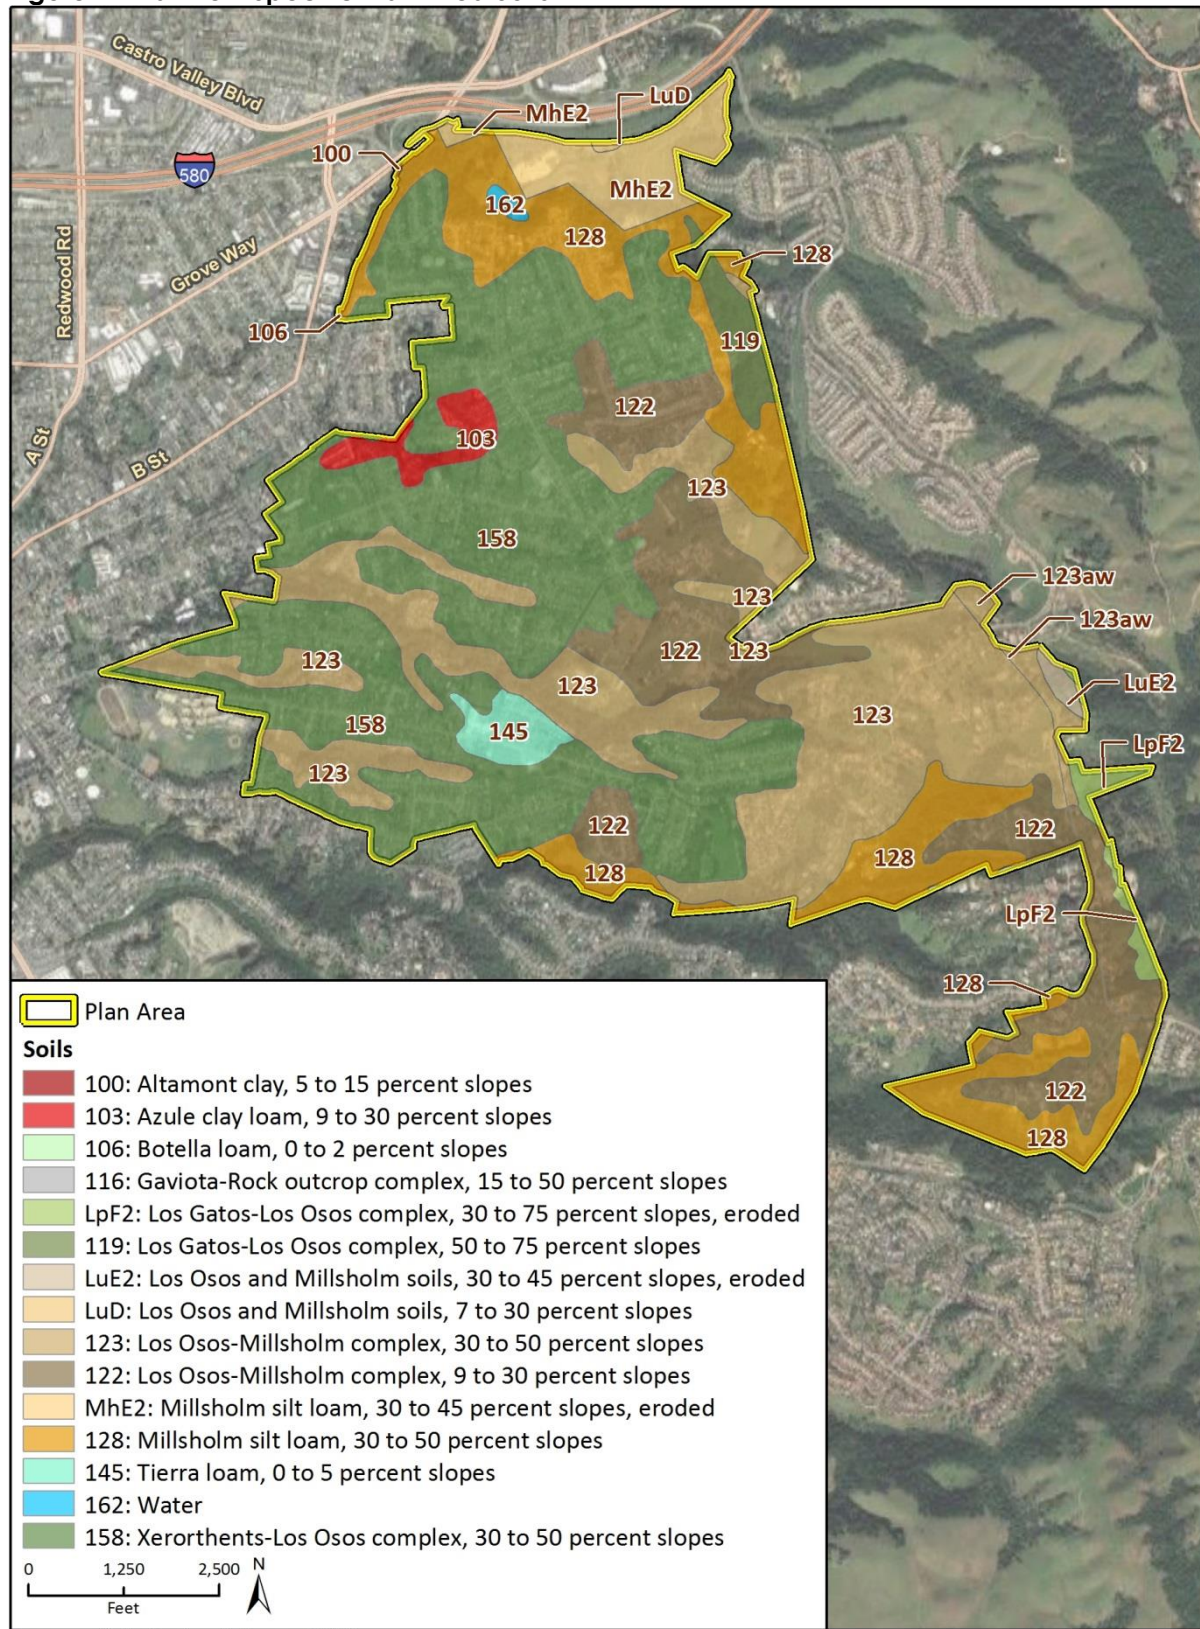 Castro Valley Blvd
LuD
MhE2
100
580
MhE2
162
128
Redwood Rd
Grove Way
128
106
119
122
103
A St
B St
123
158
123aw
123
123aw
122
123
123
123
LuE2
123
158
145
LpF2
123
122
122
128
128
LpF2
128
122
128
Plan Area
Soils
100: Altamont clay, 5 to 15 percent slopes
103: Azule clay loam, 9 to 30 percent slopes
106: Botella loam, 0 to 2 percent slopes
116: Gaviota-Rock outcrop complex, 15 to 50 percent slopes
LpF2: Los Gatos-Los Osos complex, 30 to 75 percent slopes, eroded
119: Los Gatos-Los Osos complex, 50 to 75 percent slopes
LuE2: Los Osos and Millsholm soils, 30 to 45 percent slopes, eroded
LuD: Los Osos and Millsholm soils, 7 to 30 percent slopes
123: Los Osos-Millsholm complex, 30 to 50 percent slopes
122: Los Osos-Millsholm complex, 9 to 30 percent slopes
MhE2: Millsholm silt loam, 30 to 45 percent slopes, eroded
128: Millsholm silt loam, 30 to 50 percent slopes
145: Tierra loam, 0 to 5 percent slopes
162: Water
158: Xerorthents-Los Osos complex, 30 to 50 percent slopes
0 1,250 2,500
Feet
N